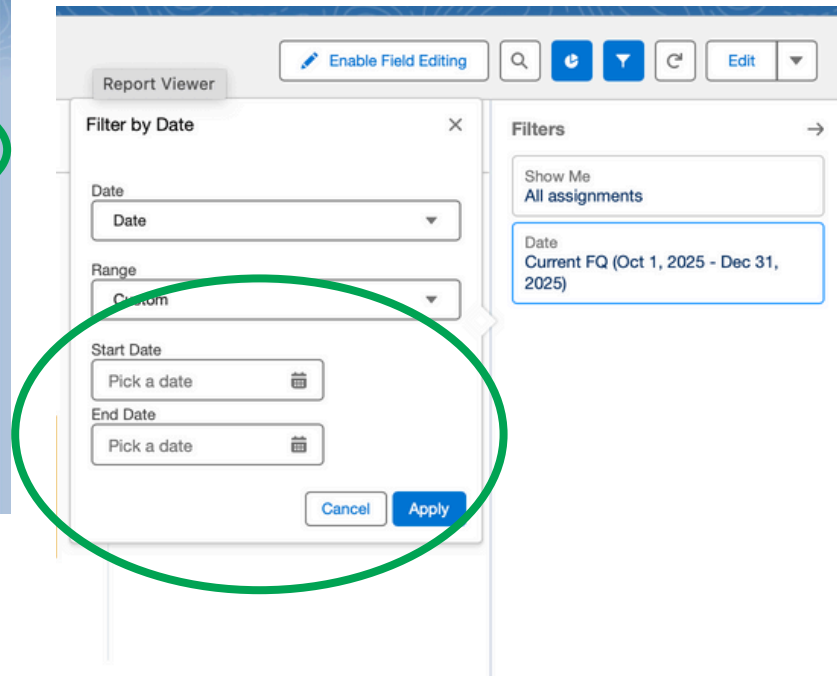 Enable Field Editing
Edit
Report Viewer
Filter by Date
Date
Date
Range
Custom
Start Date
Pick a date
End Date
Pick a date
Cancel
Apply
Filters
Show Me
All assignments
Date
Current FQ (Oct 1, 2025 - Dec 31,
2025)